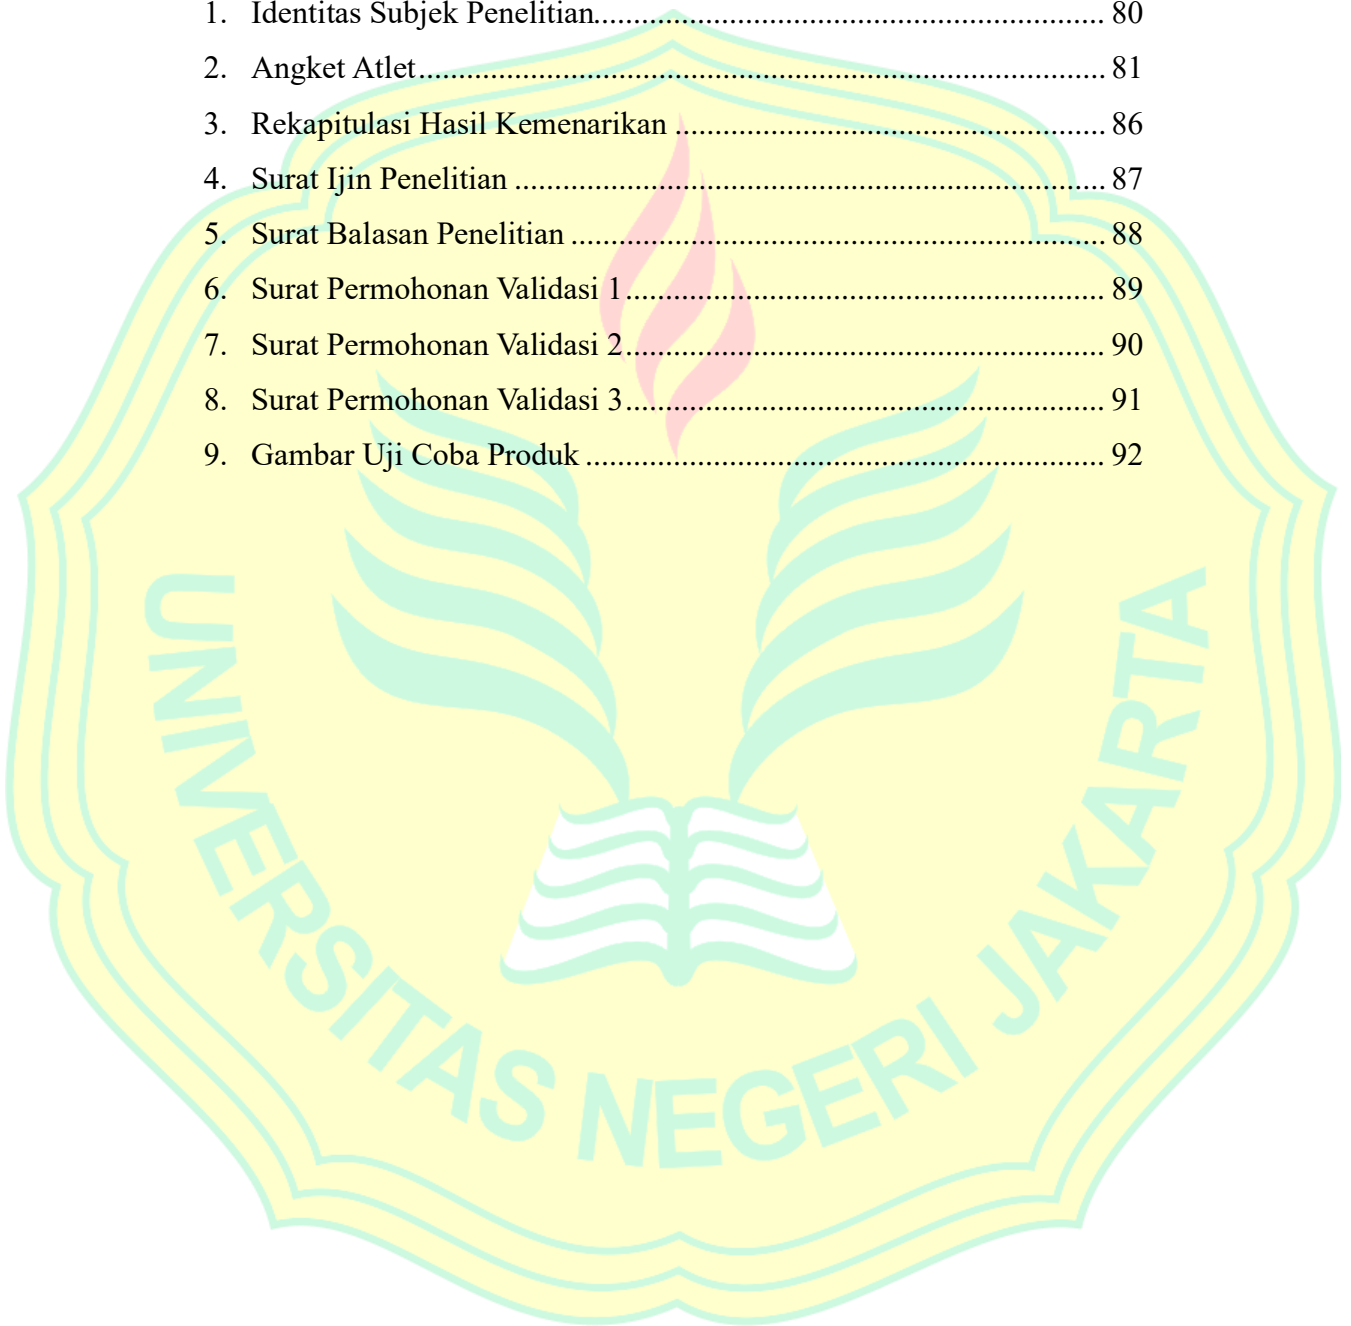 1. Identitas Subjek Penelitian.............................................................. 80
2. Angket Atlet..................................................................................... 81
3. Rekapitulasi Hasil Kemenarikan ..................................................... 86
4. Surat Ijin Penelitian ......................................................................... 87
5. Surat Balasan Penelitian .................................................................. 88
6. Surat Permohonan Validasi 1........................................................... 89
7. Surat Permohonan Validasi 2........................................................... 90
8. Surat Permohonan Validasi 3........................................................... 91
9. Gambar Uji Coba Produk ................................................................ 92
UNIVERSITAS NEGERI JAKARTA